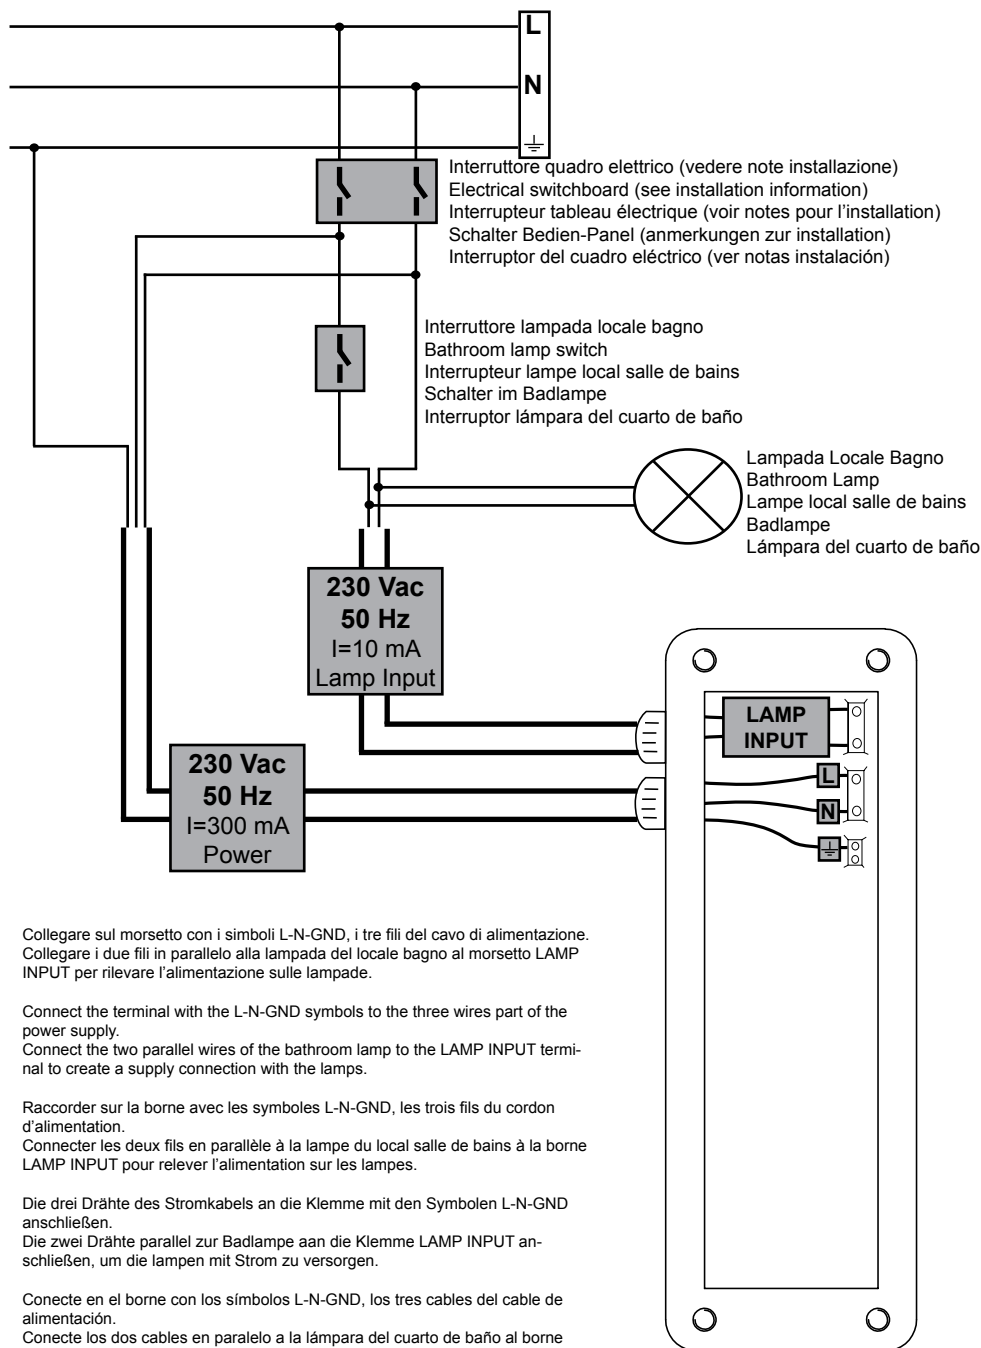 L
N
Interruttore quadro elettrico (vedere note installazione)
Electrical switchboard (see installation information)
Interrupteur tableau électrique (voir notes pour l’installation)
Schalter Bedien-Panel (anmerkungen zur installation)
Interruptor del cuadro eléctrico (ver notas instalación)
Interruttore lampada locale bagno
Bathroom lamp switch
Interrupteur lampe local salle de bains
Schalter im Badlampe
Interruptor lámpara del cuarto de baño
Lampada Locale Bagno
Bathroom Lamp
Lampe local salle de bains
Badlampe
Lámpara del cuarto de baño
230 Vac
50 Hz
I=10 mA
Lamp Input
LAMP
INPUT
L
N
230 Vac
50 Hz
I=300 mA
Power
Collegare sul morsetto con i simboli L-N-GND, i tre fili del cavo di alimentazione.
Collegare i due fili in parallelo alla lampada del locale bagno al morsetto LAMP
INPUT per rilevare l’alimentazione sulle lampade.
Connect the terminal with the L-N-GND symbols to the three wires part of the
power supply.
Connect the two parallel wires of the bathroom lamp to the LAMP INPUT termi-
nal to create a supply connection with the lamps.
Raccorder sur la borne avec les symboles L-N-GND, les trois fils du cordon
d’alimentation.
Connecter les deux fils en parallèle à la lampe du local salle de bains à la borne
LAMP INPUT pour relever l’alimentation sur les lampes.
Die drei Drähte des Stromkabels an die Klemme mit den Symbolen L-N-GND
anschließen.
Die zwei Drähte parallel zur Badlampe aan die Klemme LAMP INPUT an-
schließen, um die lampen mit Strom zu versorgen.
Conecte en el borne con los símbolos L-N-GND, los tres cables del cable de
alimentación.
Conecte los dos cables en paralelo a la lámpara del cuarto de baño al borne